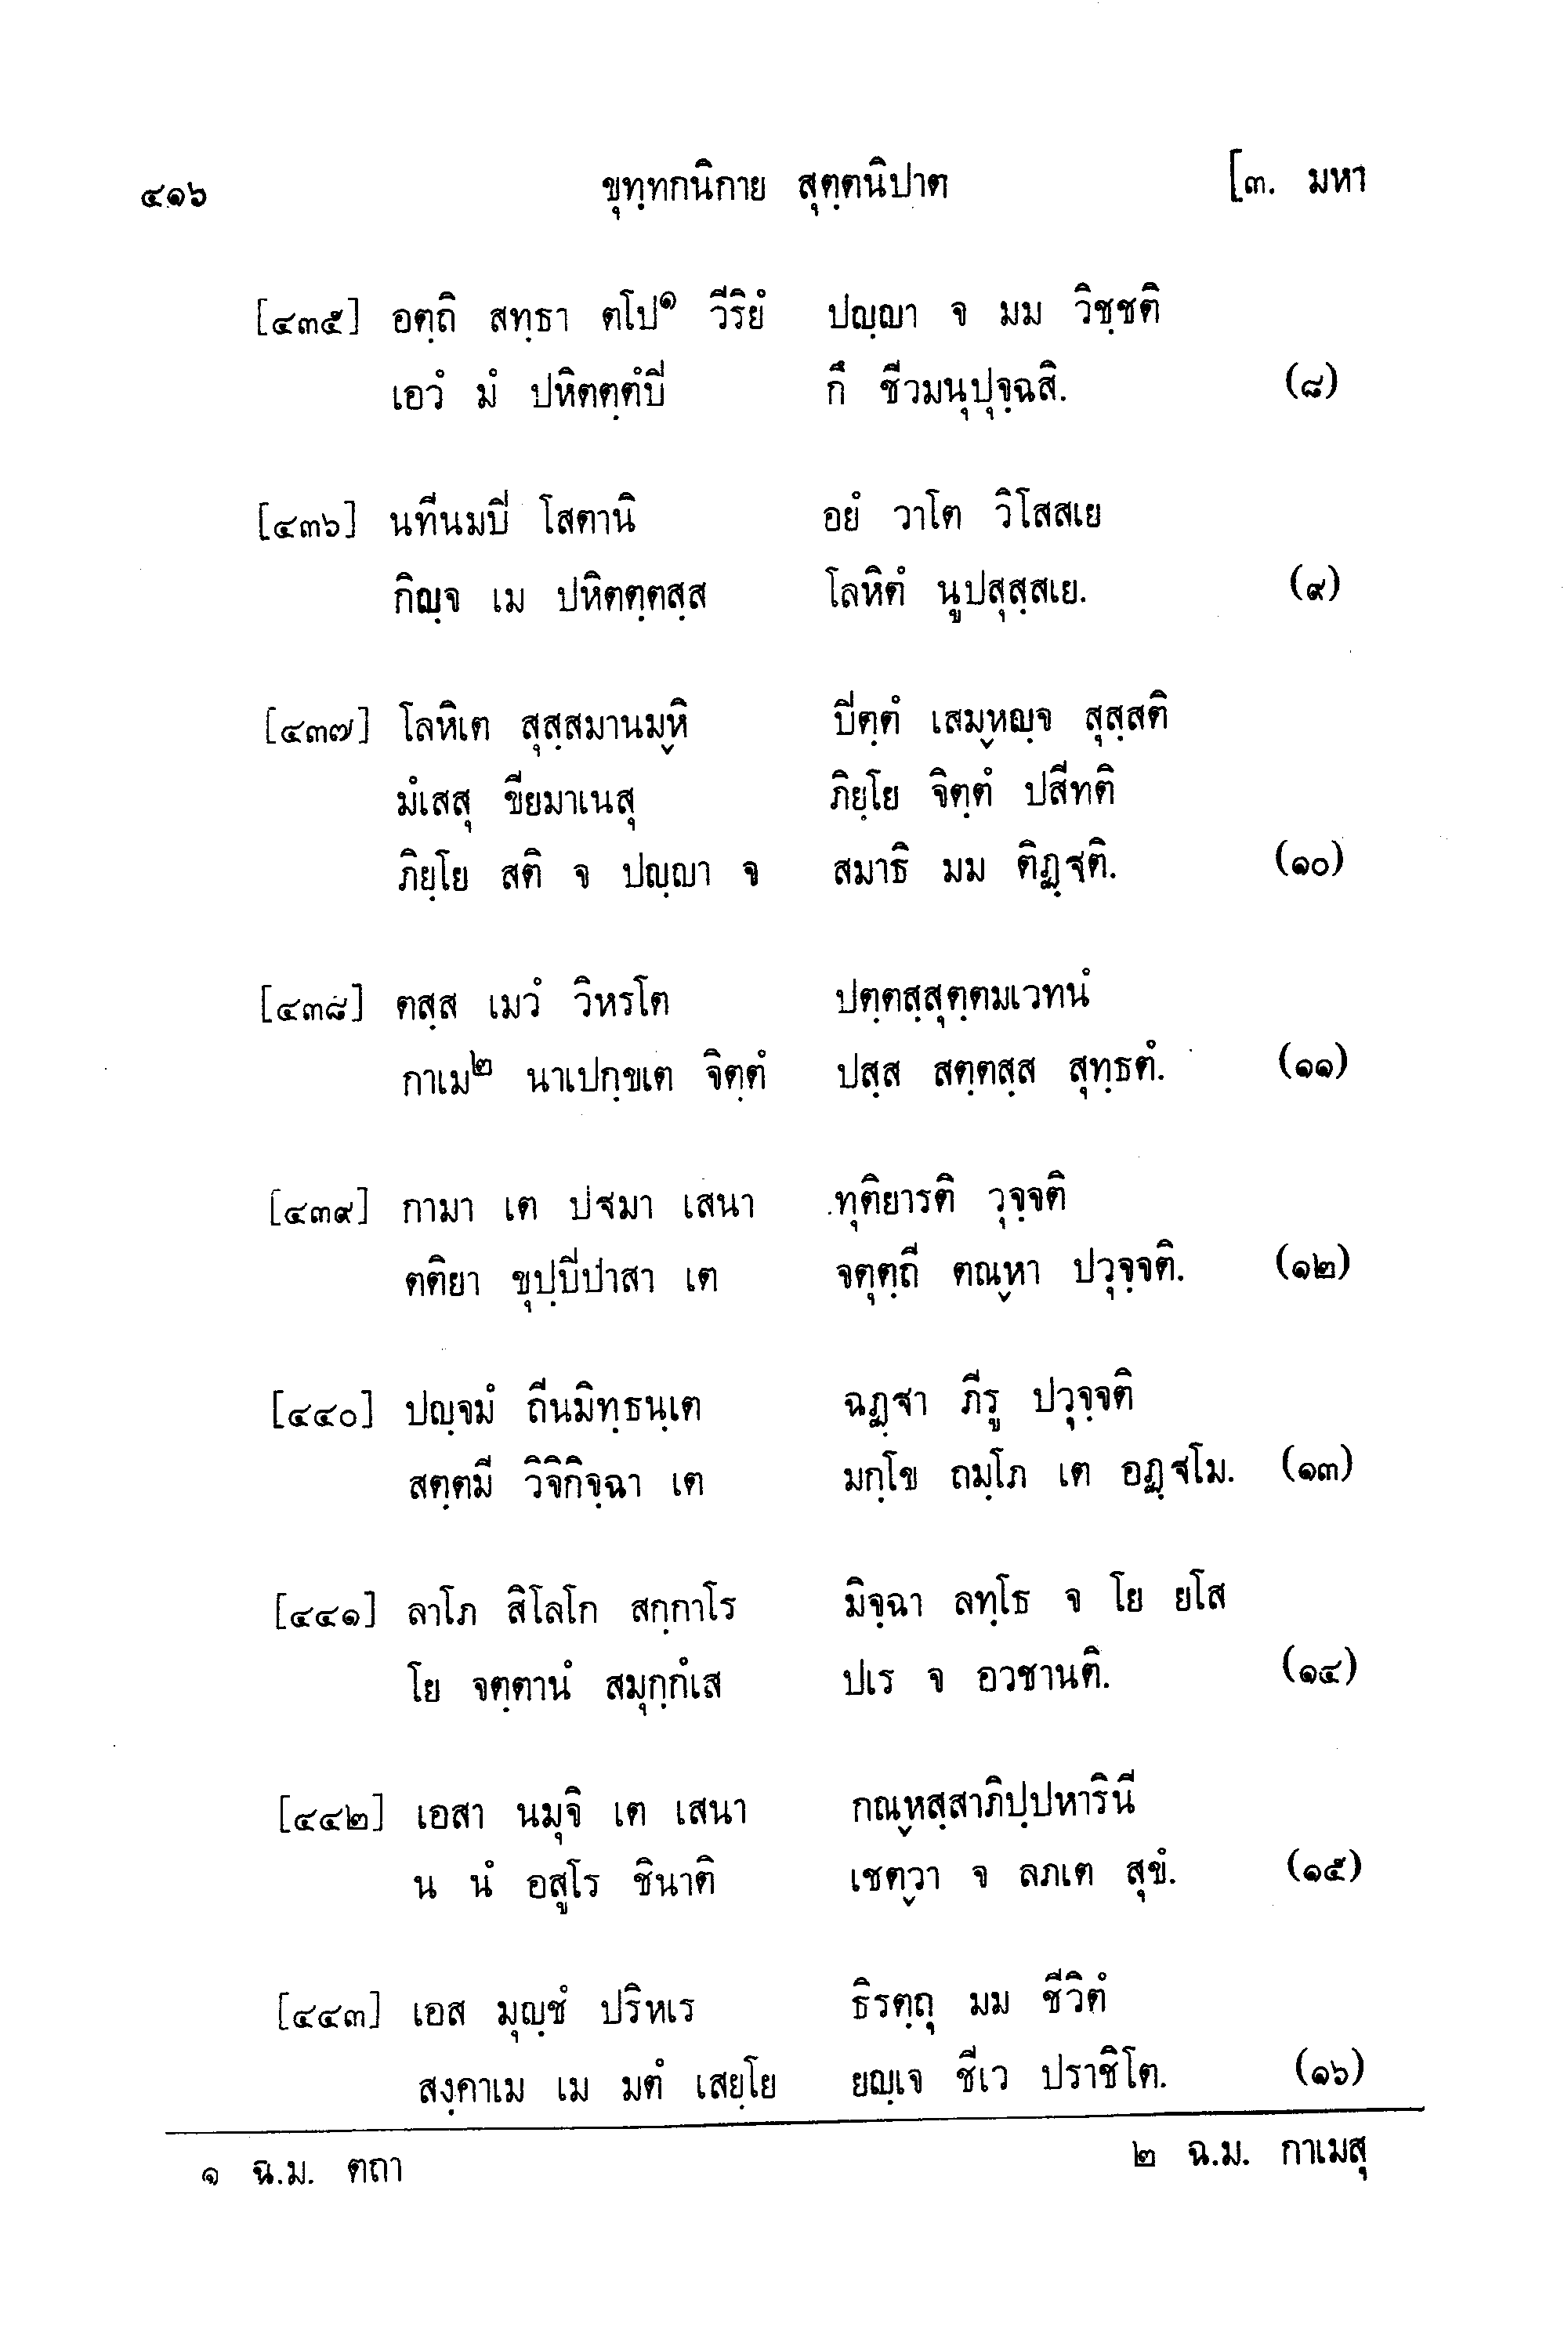 ๔๑๖ ขุทฺทกนิกาย สุตฺตนิปาต [๓. มหา
[๔๓๕] อตฺถิ สทฺธา ตโป๑ วีริยํ ปญฺญา จ มม วิชฺชติ
เอวํ มํ ปหิตตฺตํปิ กึ ชีวมนุปุจฺฉสิ. (๘)
[๔๓๖] นทีนมปิ โสตานิ อยํ วาโต วิโสสเย
กิญฺจ เม ปหิตตฺตสฺส โลหิตํ นูปสุสฺสเย. (๙)
[๔๓๗] โลหิเต สุสฺสมานมฺหิ ปิตฺตํ เสมฺหญฺจ สุสฺสติ
มํเสสุ ขียมาเนสุ ภิยฺโย จิตฺตํ ปสีทติ
ภิยฺโย สติ จ ปญฺญา จ สมาธิ มม ติฏฺฐติ. (๑๐)
[๔๓๘] ตสฺส เมวํ วิหรโต ปตฺตสฺสุตฺตมเวทนํ
กาเม๒ นาเปกฺขเต จิตฺตํ ปสฺส สตฺตสฺส สุทฺธตํ. (๑๑)
[๔๓๙] กามา เต ปฐมา เสนา ทุติยารติ วุจฺจติ
ตติยา ขุปฺปิปาสา เต จตุตฺถี ตณฺหา ปวุจฺจติ. (๑๒)
[๔๔๐] ปญฺจมํ ถีนมิทฺธนฺเต ฉฏฺฐา ภีรู ปวุจฺจติ
สตฺตมี วิจิกิจฺฉา เต มกฺโข ถมฺโภ เต อฏฺฐโม. (๑๓)
[๔๔๑] ลาโภ สิโลโก สกฺกาโร มิจฺฉา ลทฺโธ จ โย ยโส
โย จตฺตานํ สมุกฺกํเส ปเร จ อวชานติ. (๑๔)
[๔๔๒] เอสา นมุจิ เต เสนา กณฺหสฺสาภิปฺปหารินี
น นํ อสูโร ชินาติ เชตฺวา จ ลภเต สุขํ. (๑๕)
[๔๔๓] เอส มุญฺชํ ปริหเร ธิรตฺถุ มม ชีวิตํ
สงฺคาเม เม มตํ เสยฺโย ยญฺเจ ชีเว ปราชิโต. (๑๖)
๑ ฉ.ม. ตถา ๒ ฉ.ม. กาเมสุ